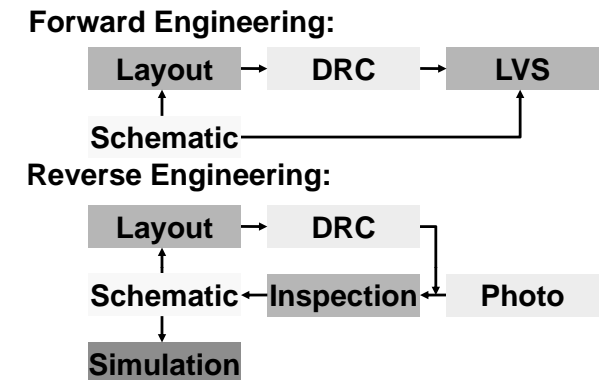 Forward Engineering:
Layout DRC LVS
Schematic
Reverse Engineering:
Layout DRC
Schematic Inspection Photo
Simulation